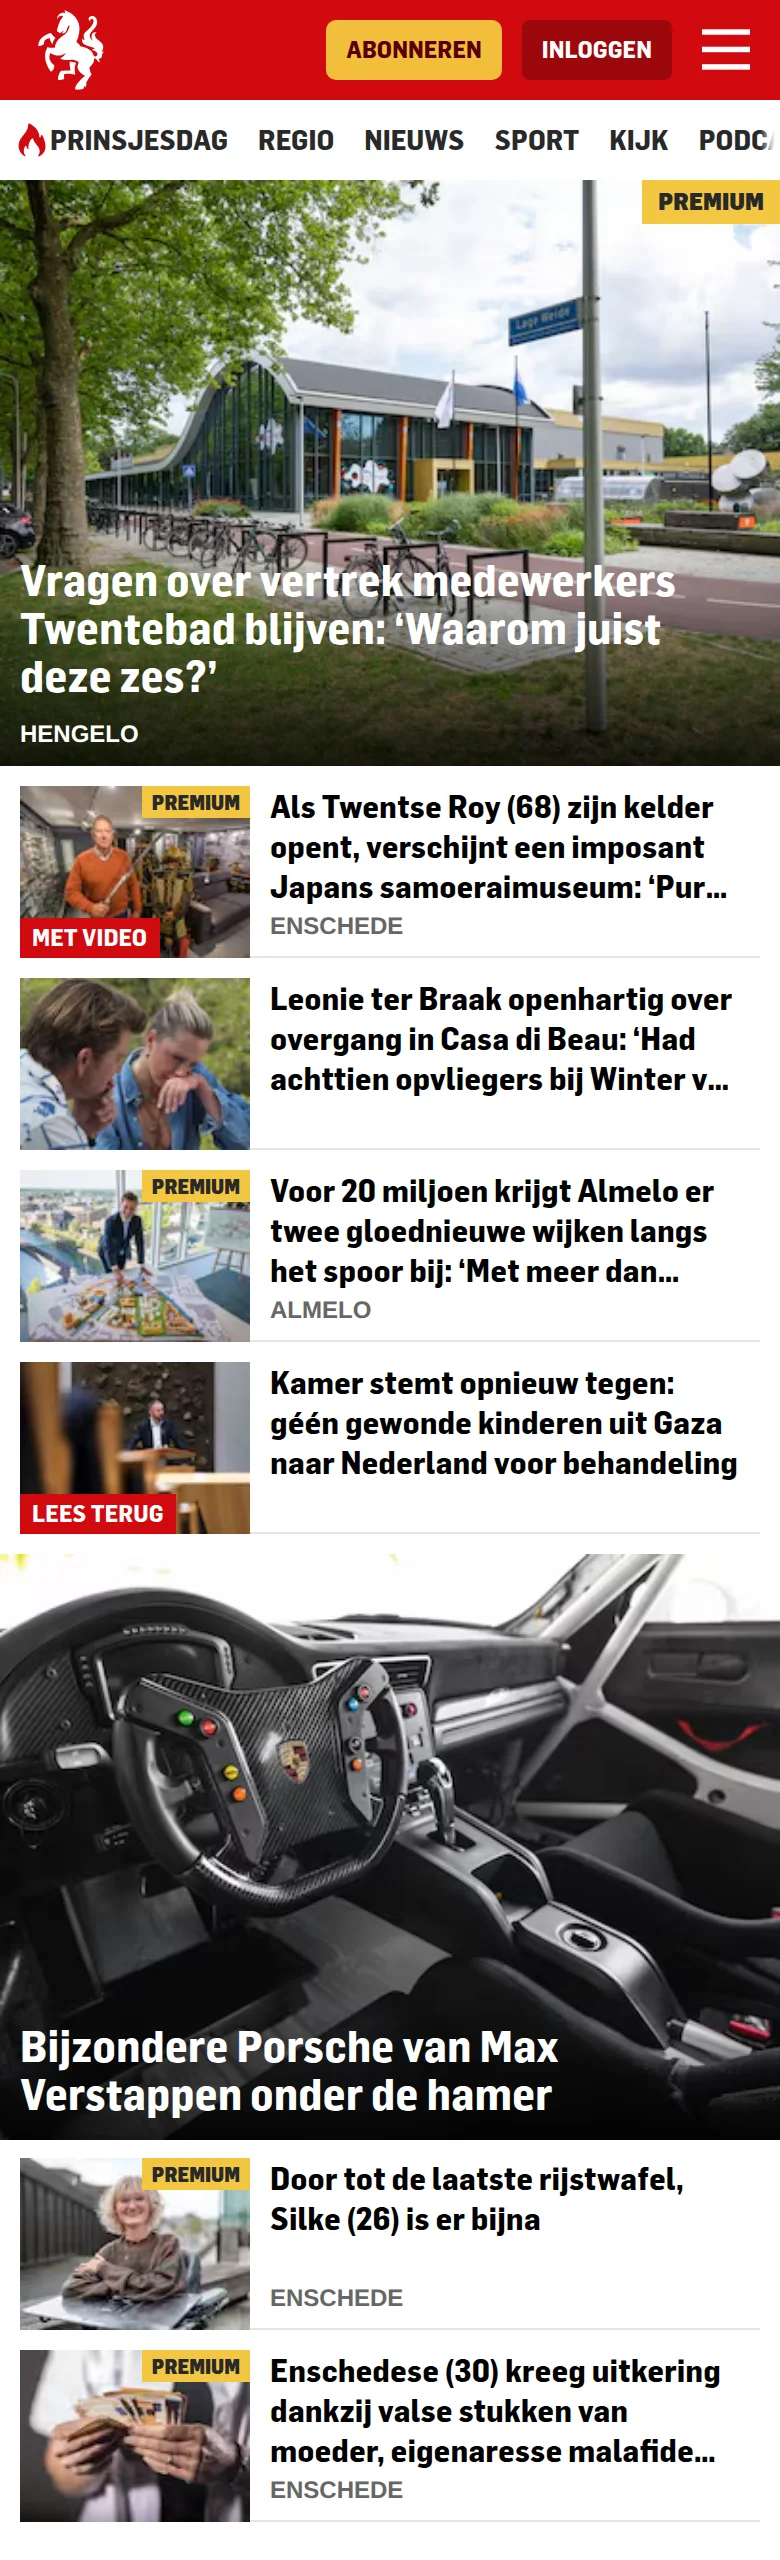 ABONNEREN
INLOGGEN
PRINSJESDAG REGIO NIEUWS SPORT KIJK PODCA
PREMIUM
Lage Weide
Vragen over vertrek medewerkers
Twentebad blijven: ‘Waarom juist
deze zes?’
HENGELO
PREMIUM
MET VIDEO
Als Twentse Roy (68) zijn kelder
opent, verschijnt een imposant
Japans samoeraimuseum: ‘Pur...
ENSCHEDE
Leonie ter Braak openhartig over
overgang in Casa di Beau: ‘Had
achttien opvliegers bij Winter v...
PREMIUM
Voor 20 miljoen krijgt Almelo er
twee gloednieuwe wijken langs
het spoor bij: ‘Met meer dan...
ALMELO
LEES TERUG
Kamer stemt opnieuw tegen:
géén gewonde kinderen uit Gaza
naar Nederland voor behandeling
Bijzondere Porsche van Max
Verstappen onder de hamer
PREMIUM
Door tot de laatste rijstwafel,
Silke (26) is er bijna
ENSCHEDE
PREMIUM
Enschedese (30) kreeg uitkering
dankzij valse stukken van
moeder, eigenaresse malafide...
ENSCHEDE